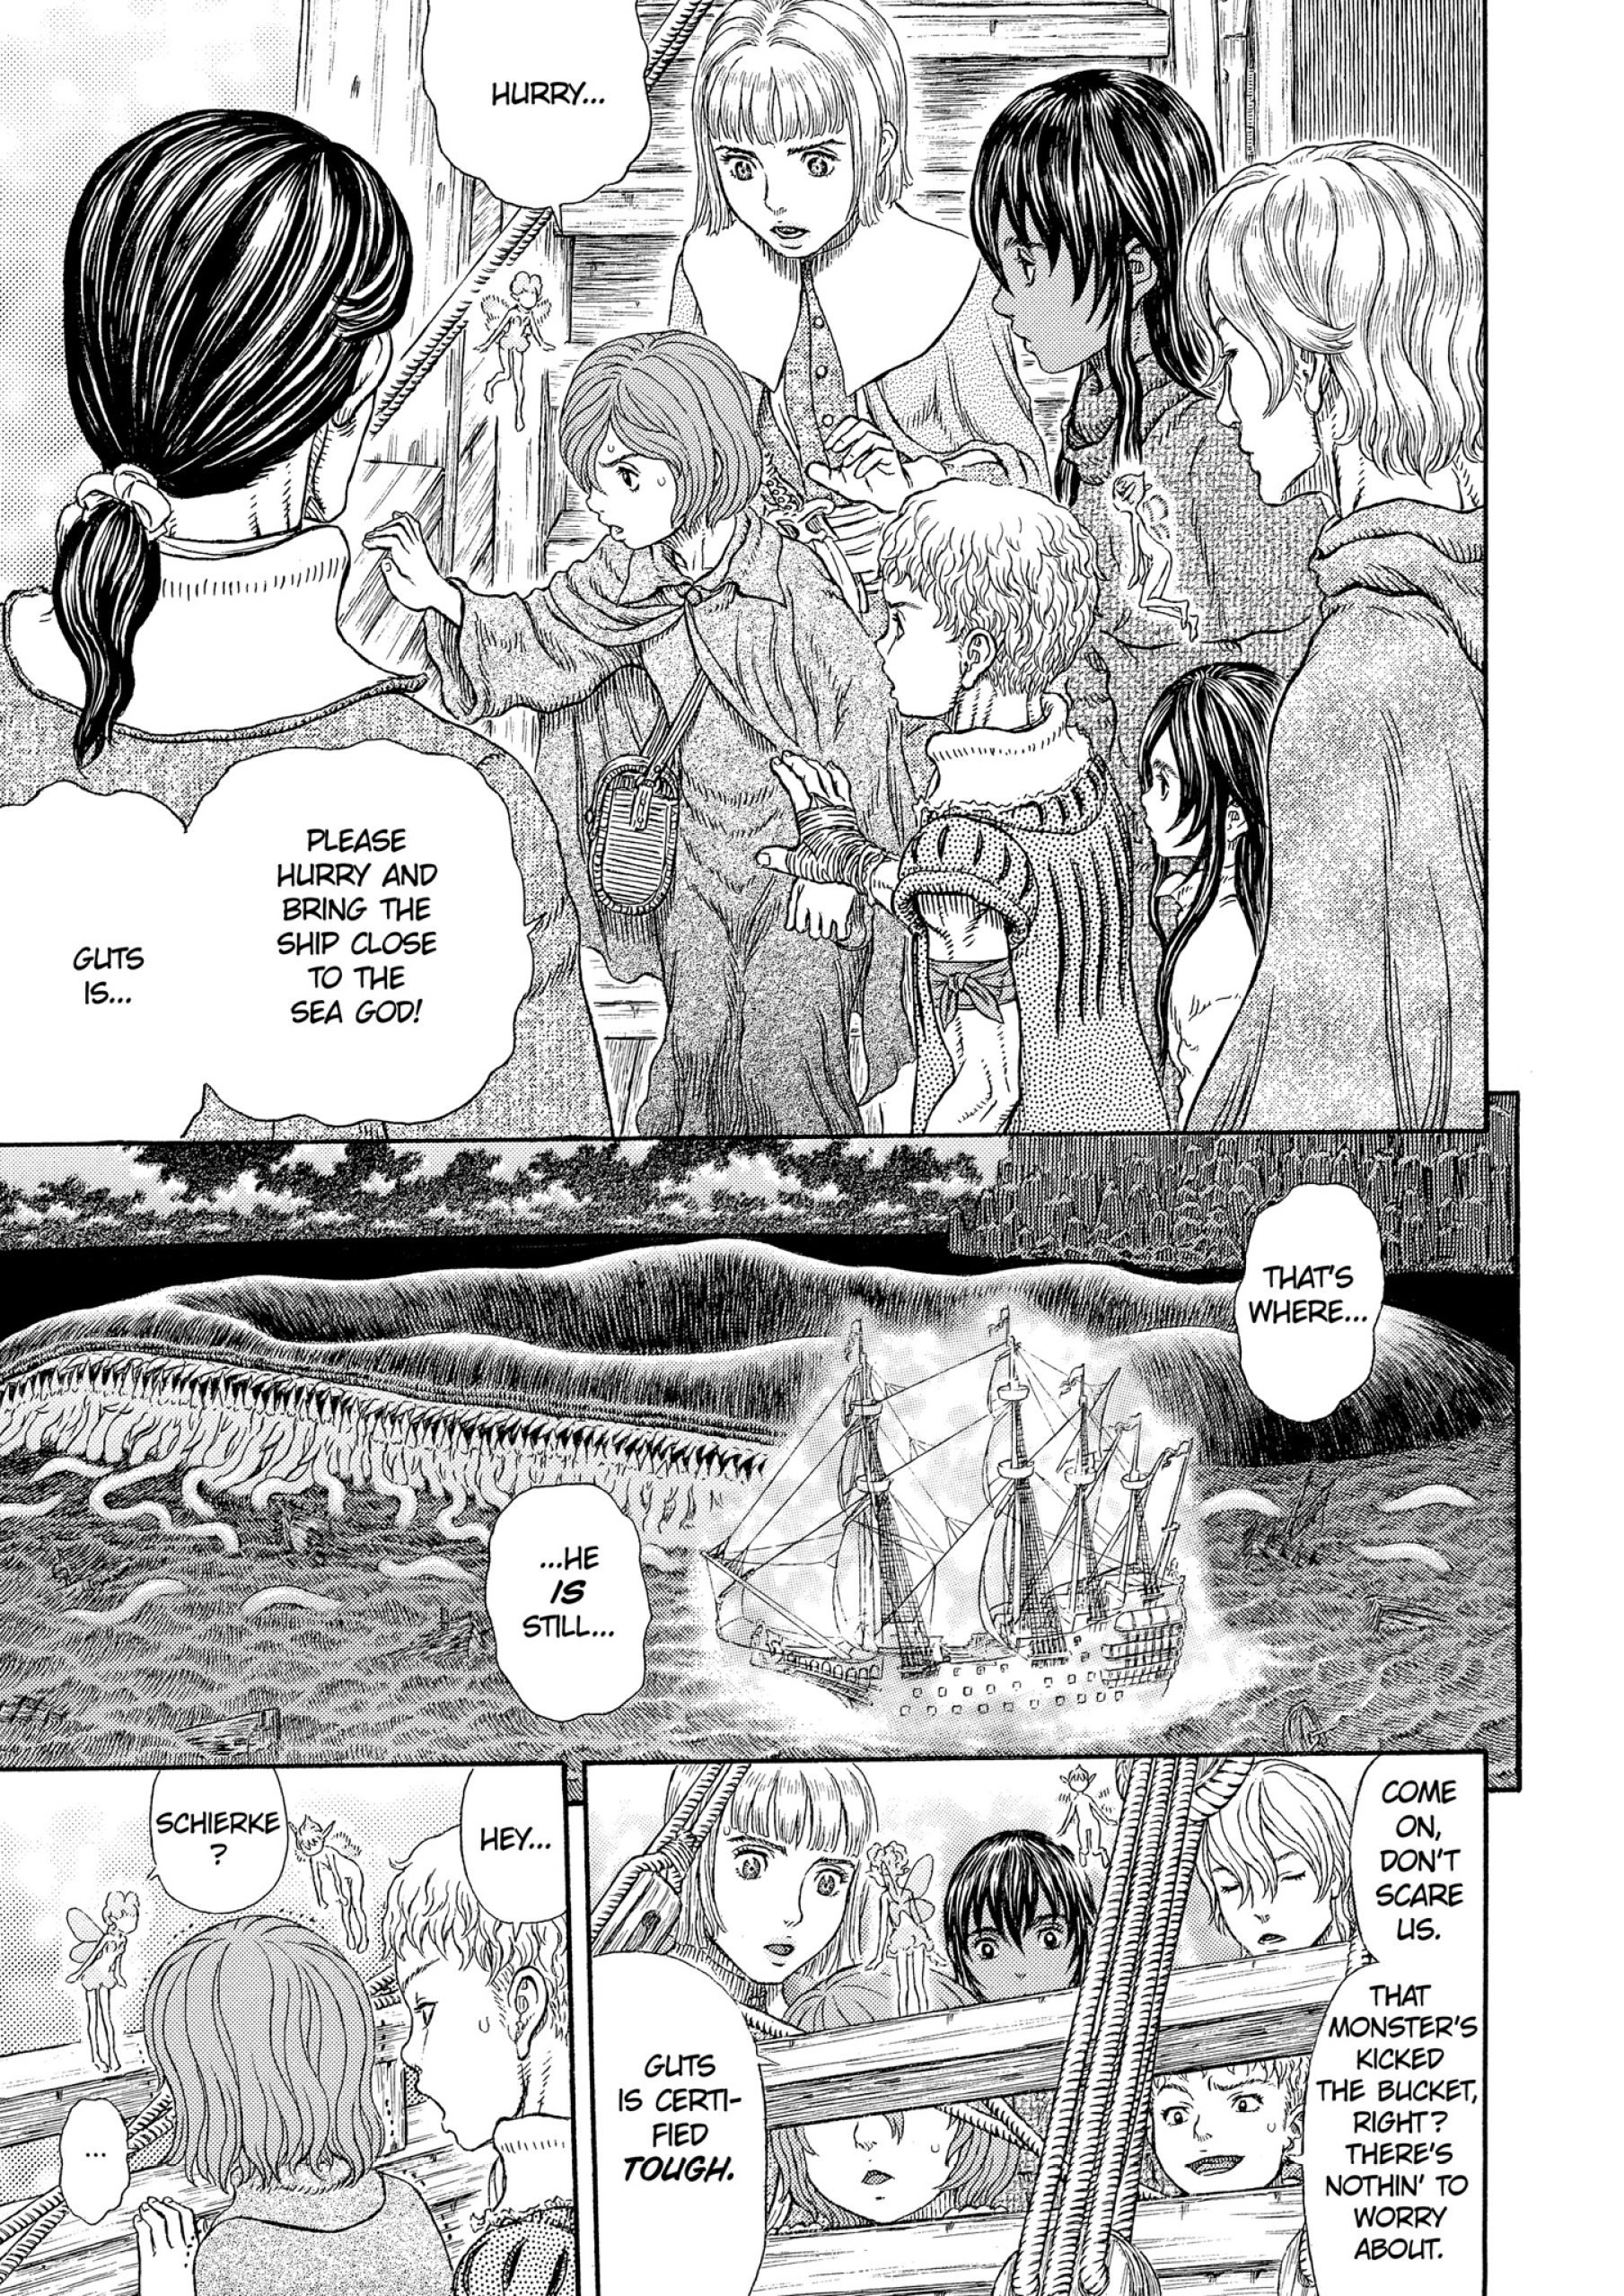 HURRY...
PLEASE
HURRY AND
BRING THE
SHIP CLOSE
TO THE
SEA GOD!
GUTS
IS...
THAT'S
WHERE...
...HE
IS
STILL...
COME
ON,
DON'T
SCARE
US.
THAT
MONSTER'S
KICKED
THE BUCKET,
RIGHT?
THERE'S
NOTHIN' TO
WORRY
ABOUT.
GUTS
IS CERTI-
FIED
TOUGH.
HEY...
SCHIERKE
?
...